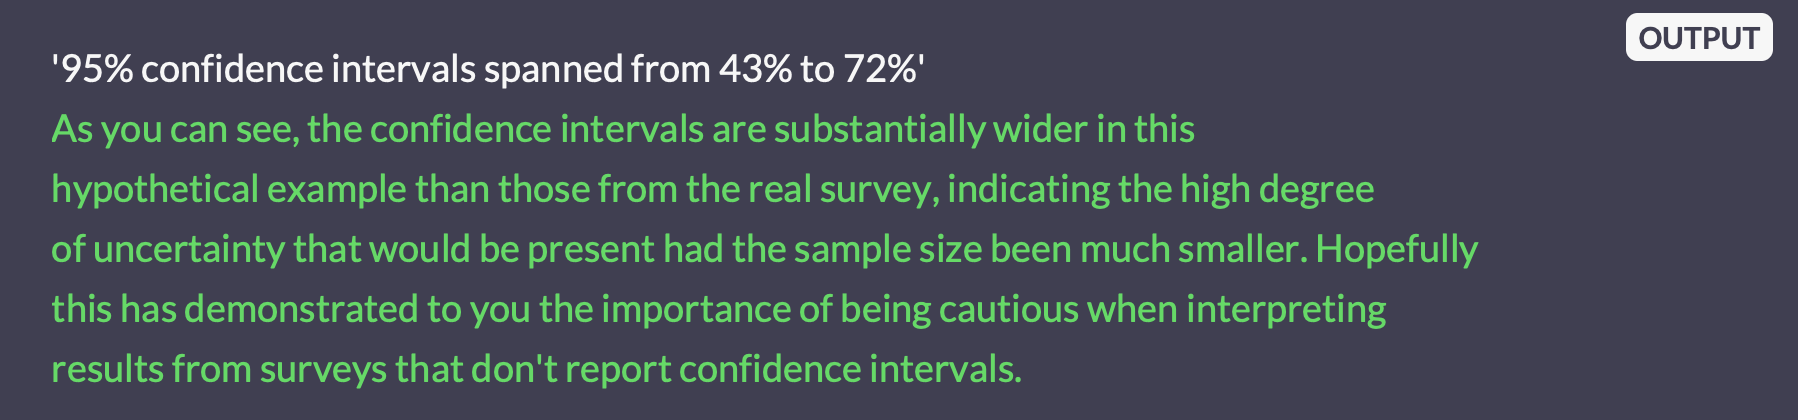 OUTPUT
'95% confidence intervals spanned from 43% to 72%'
As you can see, the confidence intervals are substantially wider in this
hypothetical example than those from the real survey, indicating the high degree
of uncertainty that would be present had the sample size been much smaller. Hopefully
this has demonstrated to you the importance of being cautious when interpreting
results from surveys that don't report confidence intervals.